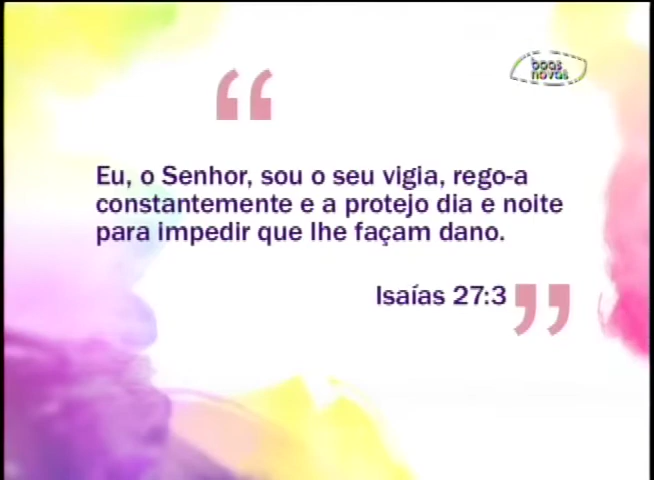 boas
novas
“
Eu, o Senhor, sou o seu vigia, rego-a
constantemente e a protejo dia e noite
para impedir que lhe façam dano.
Isaías 27:3
”